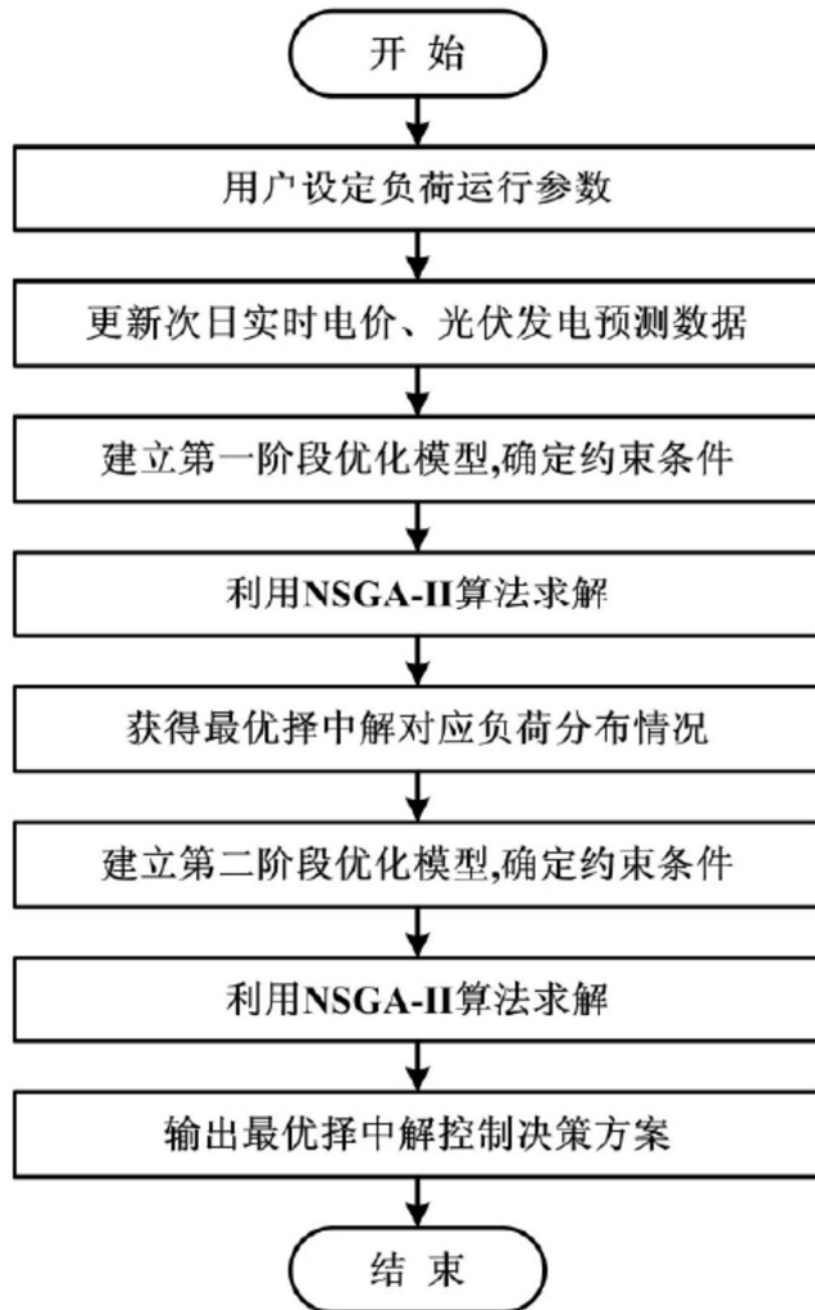 开 始
用户设定负荷运行参数
更新次日实时电价、光伏发电预测数据
建立第一阶段优化模型,确定约束条件
利用NSGA-II算法求解
获得最优择中解对应负荷分布情况
建立第二阶段优化模型,确定约束条件
利用NSGA-II算法求解
输出最优择中解控制决策方案
结 束